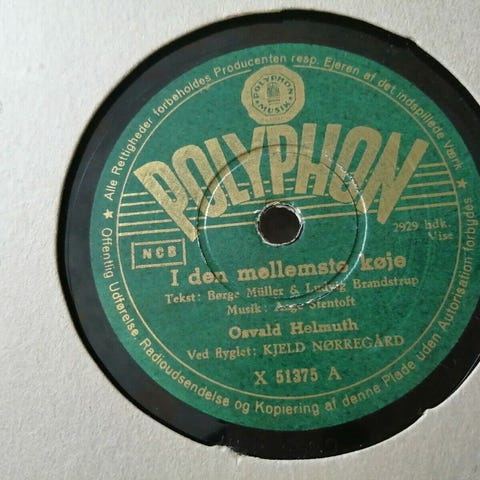 ★ Alle Rettigheder forbeholdes Producenten resp. Ejeren af det indspillede Værk ★
POLYPHON
MUSIK
POLYPHON
NCB
2929 hdk.
Vise
I den mellemste køje
Tekst: Børge Müller & Ludvig Brandstrup
Musik: Aage Stentoft
Osvald Helmuth
Ved flyglet: KJELD NØRREGÅRD
X 51375 A
Offentlig Udførelse, Radioudsendelse og Kopiering af denne Plade uden Autorisation forbydes